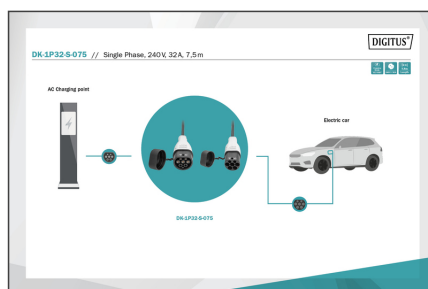 DIGITUS®
DK-1P32-S-075 // Single Phase, 240V, 32A, 7,5m
AC Charging point
Electric car
DK-1P32-S-075